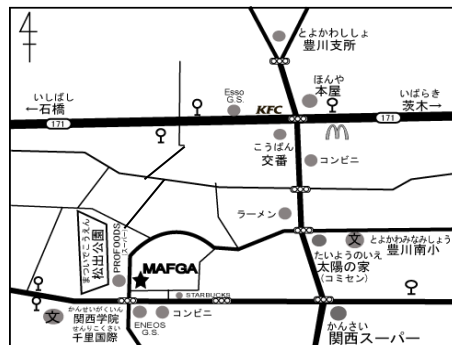 とよかわししょ
豊川支所
ほんや
本屋
いしばし
←石橋
Esso
G.S.
KFC
いばらき
茨木→
171
171
こうばん
交番
コンビニ
ラーメン
まついでこうえん
松出公園
PROFOODS
スーパー
MAFGA
STARBUCKS
とよかわみなみしょう
文
豊川南小
たいようのいえ
太陽の家
(コミセン)
かんせいがくいん
文
関西学院
せんりこくさい
千里国際
ENEOS
G.S.
コンビニ
かんさい
関西スーパー